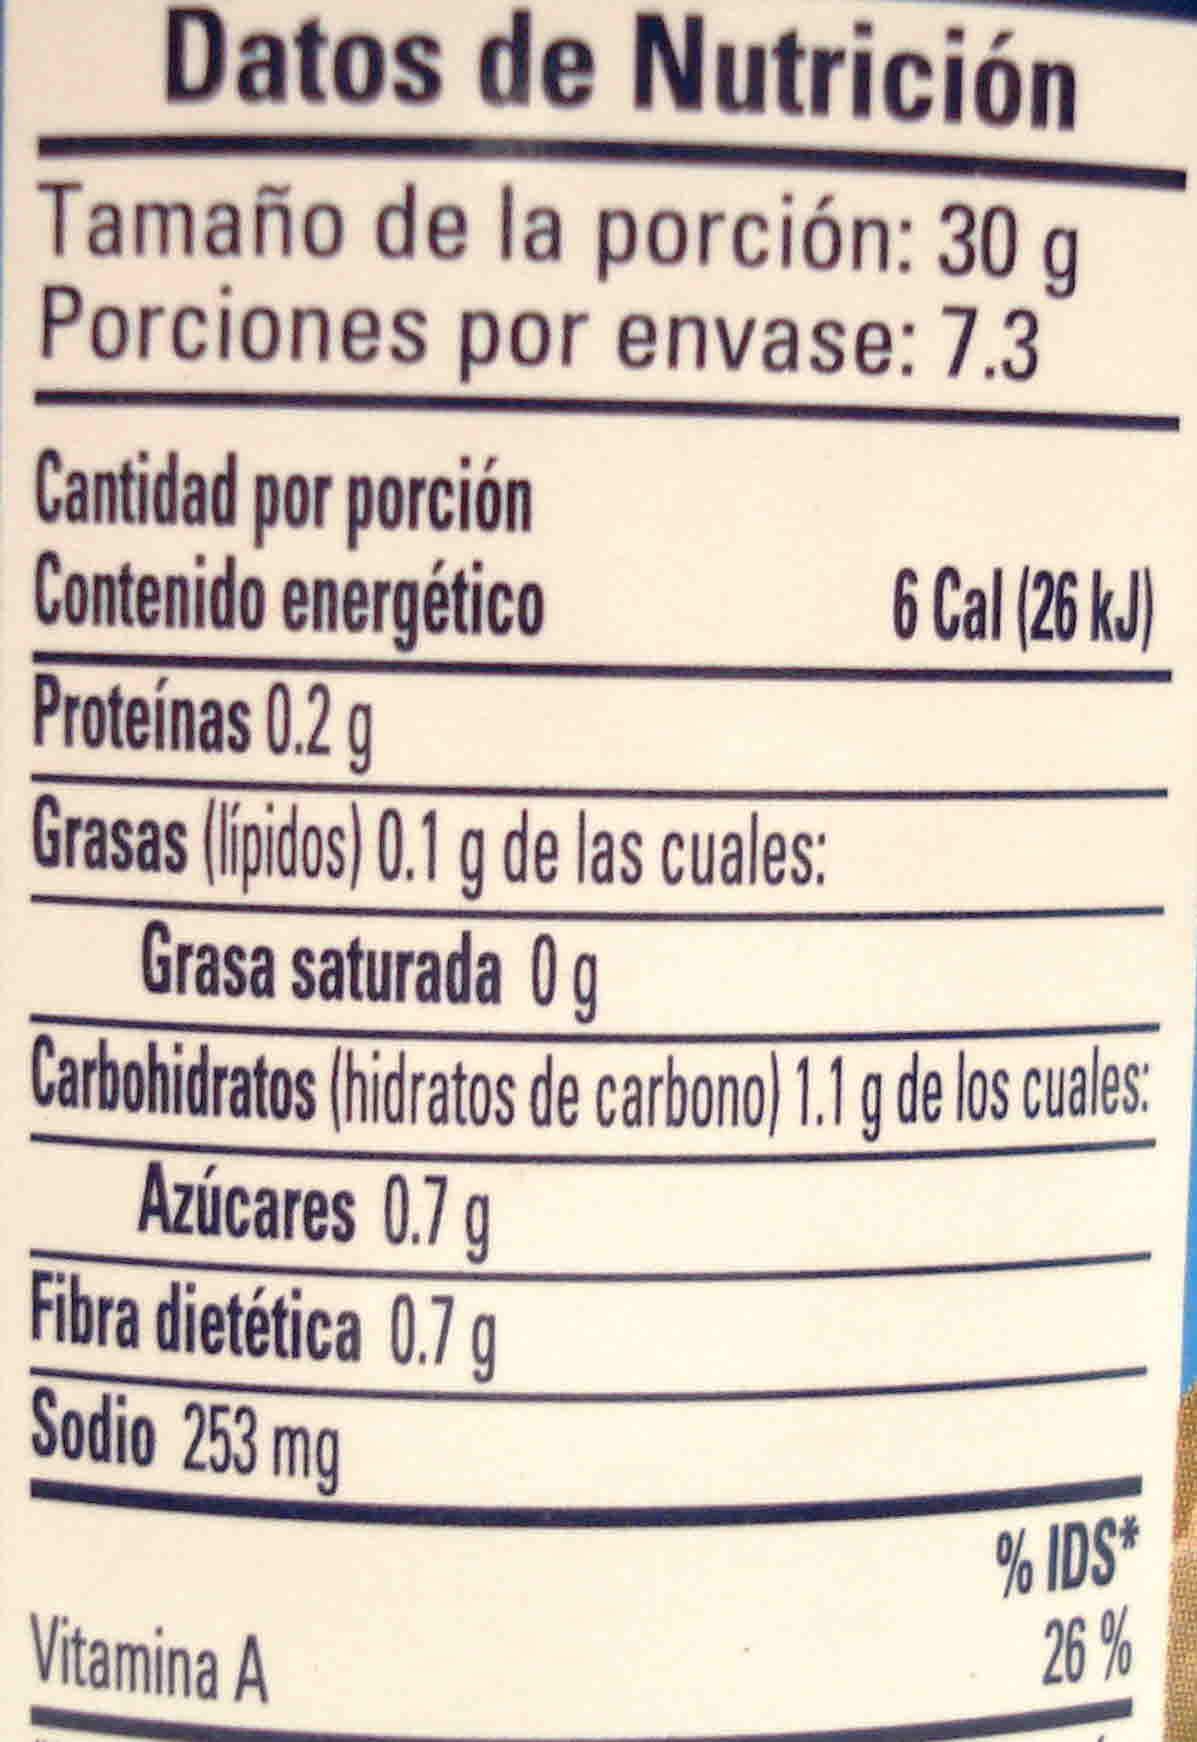 Datos de Nutrición
Tamaño de la porción: 30 g
Porciones por envase: 7.3
Cantidad por porción
Contenido energético 6 Cal (26 kJ)
Proteínas 0.2 g
Grasas (lípidos) 0.1 g de las cuales:
Grasa saturada 0 g
Carbohidratos (hidratos de carbono) 1.1 g de los cuales:
Azúcares 0.7 g
Fibra dietética 0.7 g
Sodio 253 mg
% IDS*
Vitamina A 26 %